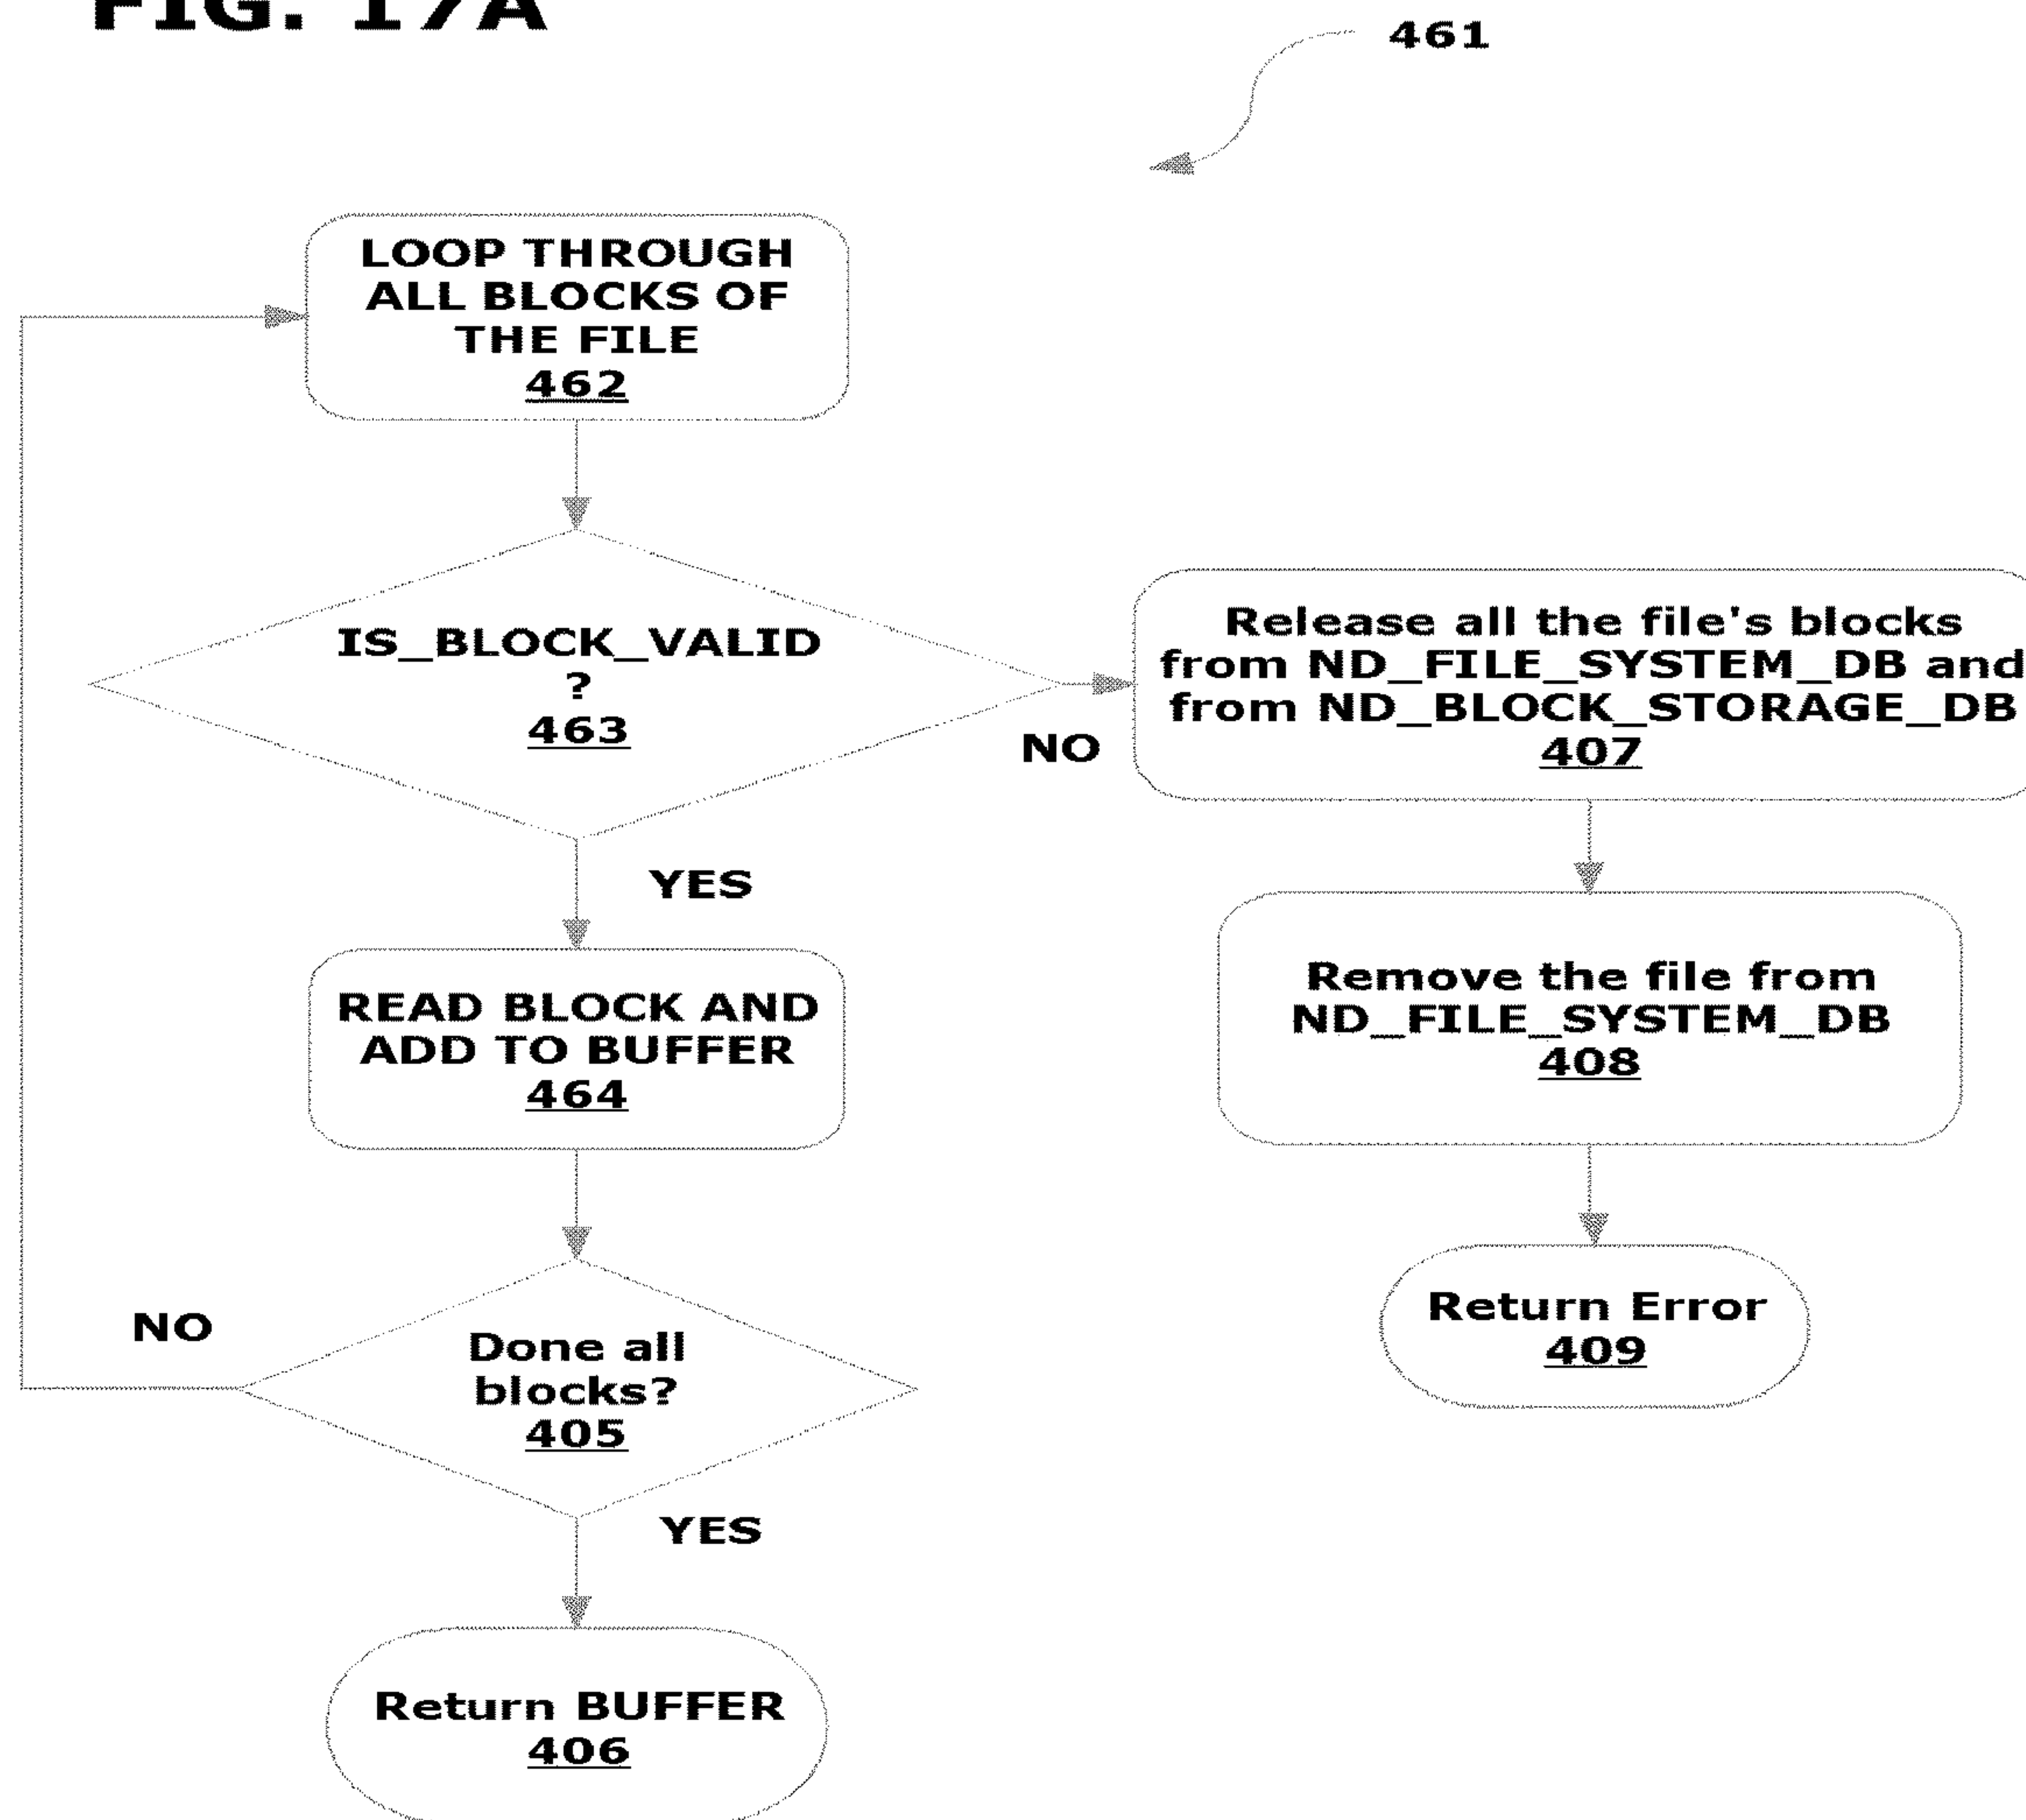 FIG. 17A
461
LOOP THROUGH
ALL BLOCKS OF
THE FILE
462
IS_BLOCK_VALID
?
463
NO
Release all the file's blocks
from ND_FILE_SYSTEM_DB and
from ND_BLOCK_STORAGE_DB
407
YES
READ BLOCK AND
ADD TO BUFFER
464
Remove the file from
ND_FILE_SYSTEM_DB
408
Return Error
409
NO
Done all
blocks?
405
YES
Return BUFFER
406